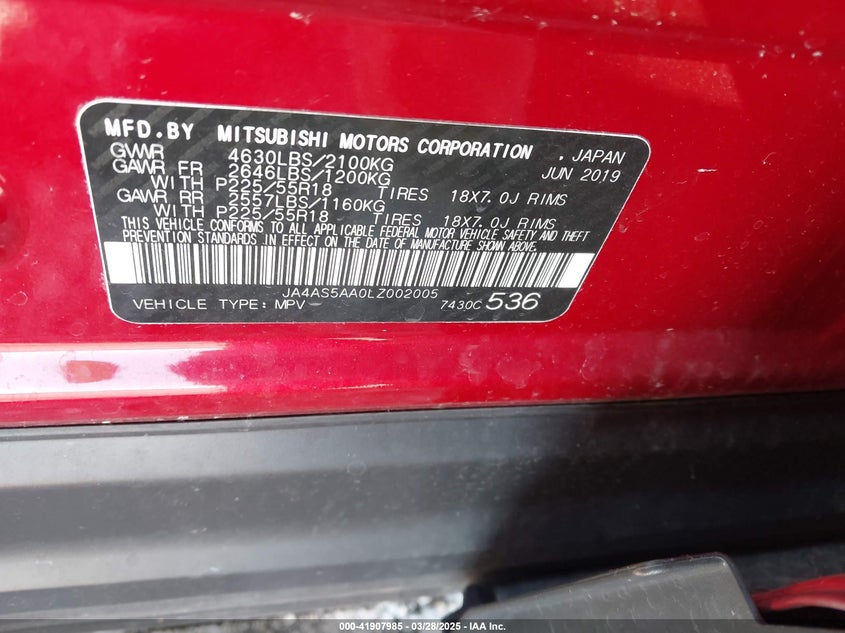 MFD.BY MITSUBISHI MOTORS CORPORATION , JAPAN
GVWR 4630LBS/2100KG JUN 2019
GAWR FR 2646LBS/1200KG
WITH P225/55R18 TIRES 18X7.0J RIMS
GAWR RR 2557LBS/1160KG
WITH P225/55R18 TIRES 18X7.0J RIMS
THIS VEHICLE CONFORMS TO ALL APPLICABLE FEDERAL MOTOR VEHICLE SAFETY AND THEFT
PREVENTION STANDARDS IN EFFECT ON THE DATE OF MANUFACTURE SHOWN ABOVE.
JA4AS5AA0LZ002005
VEHICLE TYPE: MPV 7430C 536
000-41907985 | 03/28/2025 - IAA Inc.